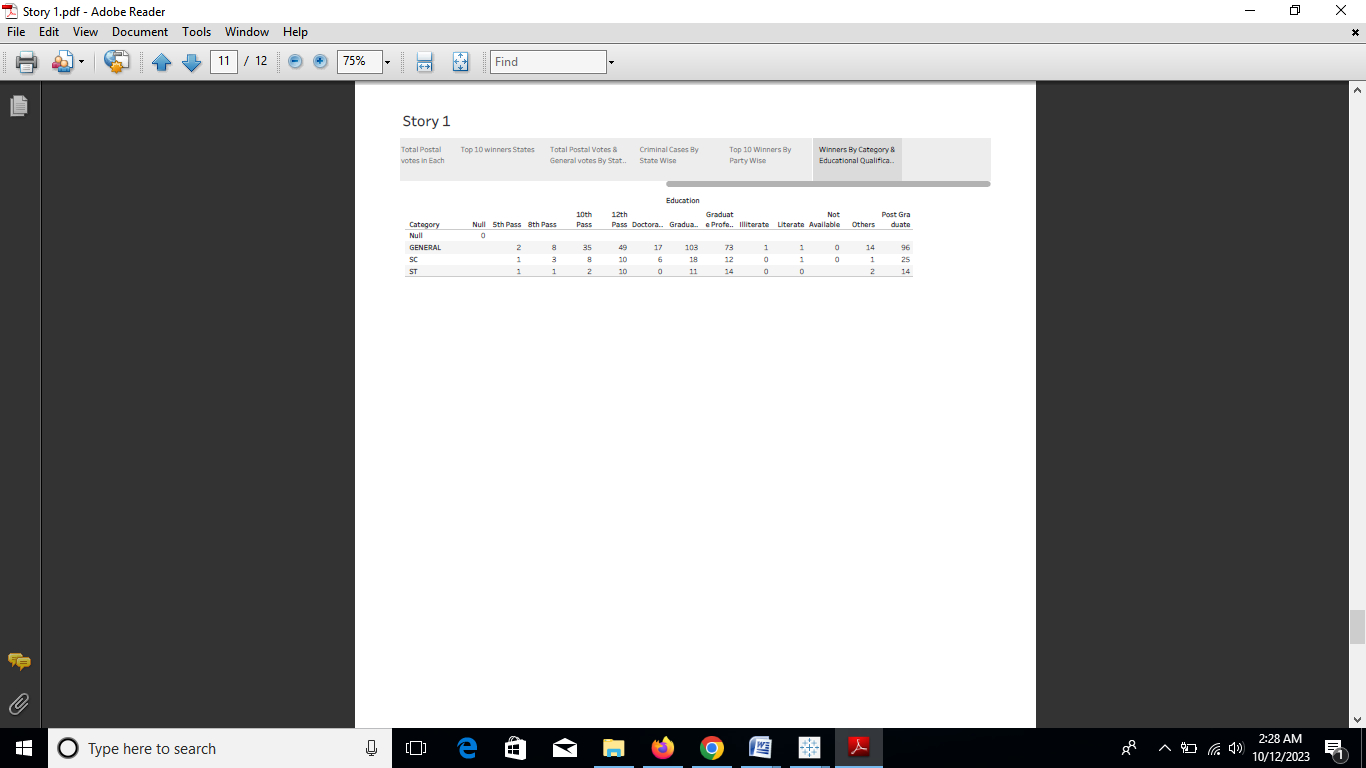 Story 1.pdf - Adobe Reader
File Edit View Document Tools Window Help
11 / 12 75% Find
Story 1
Total Postal votes in Each
Top 10 winners States
Total Postal Votes & General votes By Stat..
Criminal Cases By State Wise
Top 10 Winners By Party Wise
Winners By Category & Educational Qualifica..
Education
Category Null 5th Pass 8th Pass 10th Pass 12th Pass Doctora.. Gradua.. Graduat e Profe.. Illiterate Literate Not Available Others Post Gra duate
Null 0
GENERAL 2 8 35 49 17 103 73 1 1 0 14 96
SC 1 3 8 10 6 18 12 0 1 0 1 25
ST 1 1 2 10 0 11 14 0 0 2 14
Type here to search
2:28 AM
10/12/2023
1